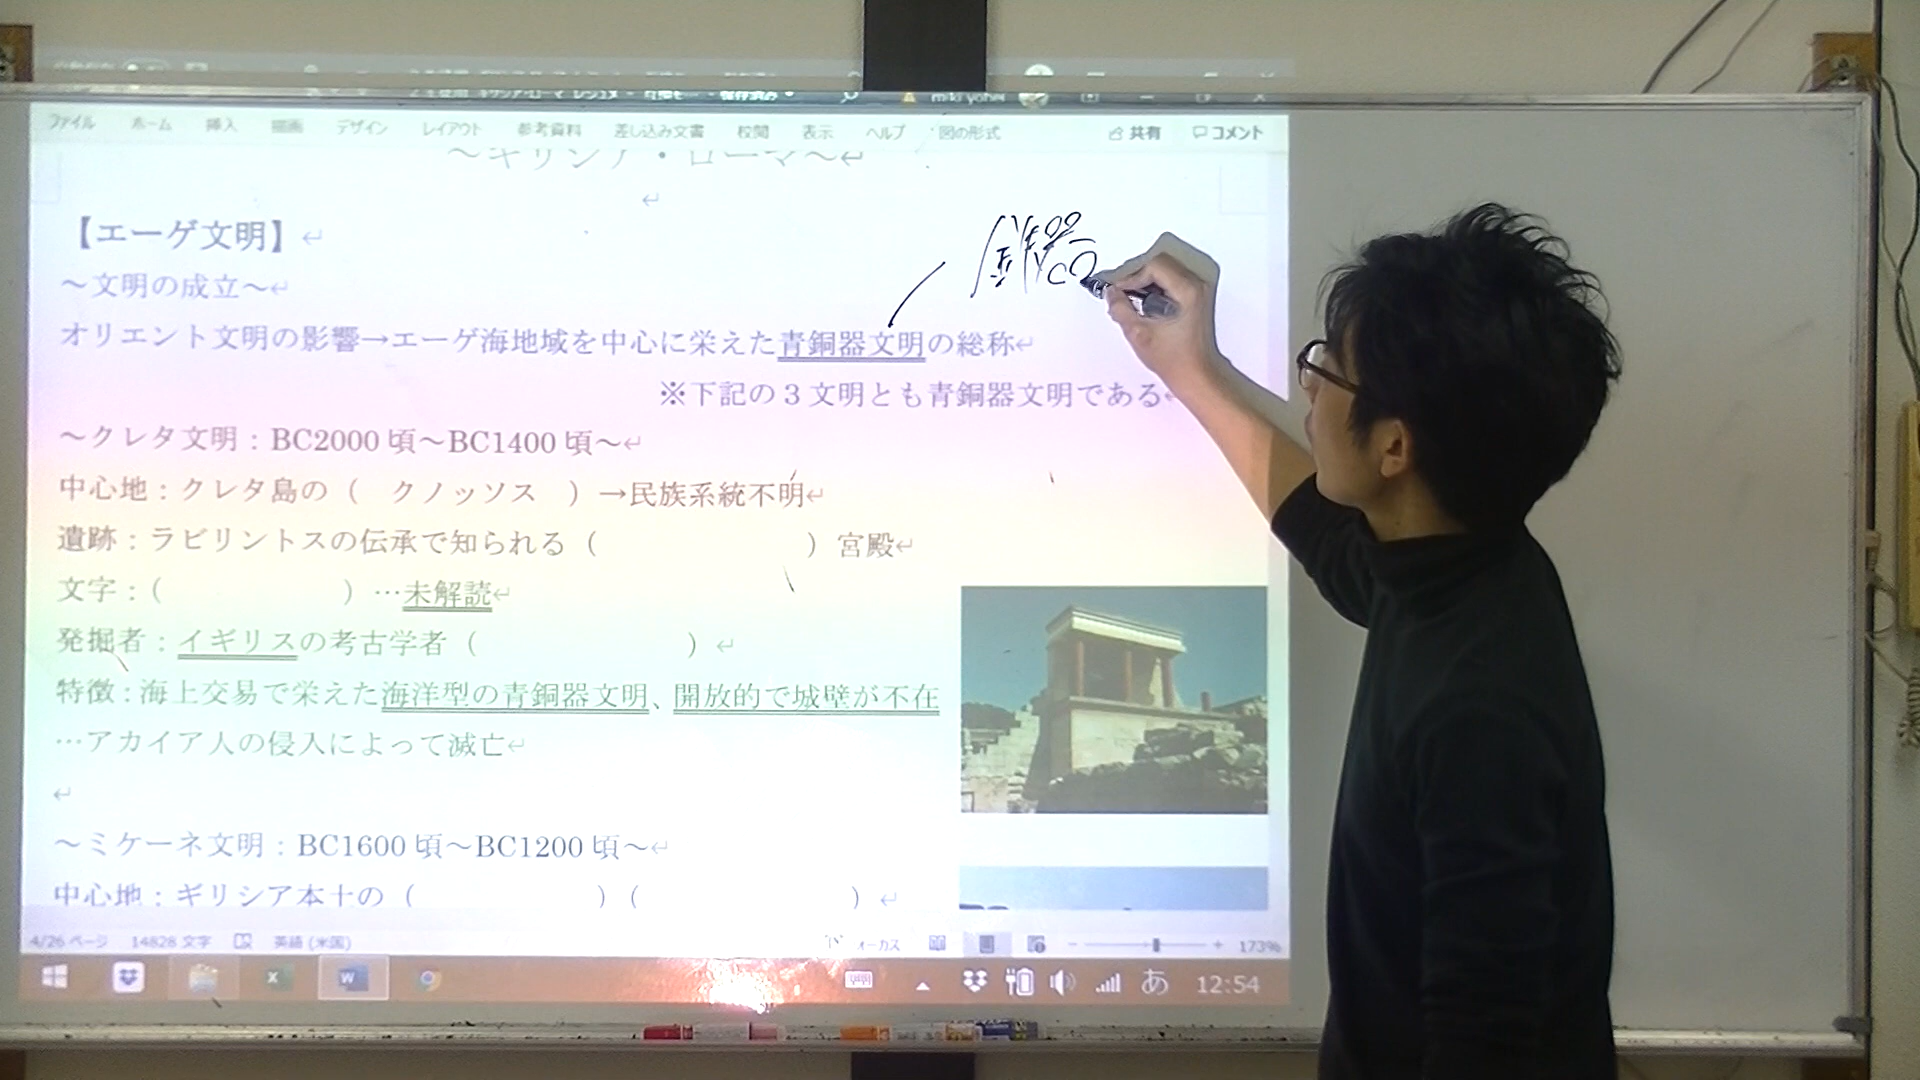 ファイル ホーム 挿入 描画 デザイン レイアウト 参考資料 差し込み文書 校閲 表示 ヘルプ 図の形式 共有 コメント
～ギリシア・ローマ～
【エーゲ文明】
～文明の成立～
オリエント文明の影響→エーゲ海地域を中心に栄えた青銅器文明の総称
※下記の3文明とも青銅器文明である
～クレタ文明：BC2000頃～BC1400頃～
中心地：クレタ島の（ クノッソス ）→民族系統不明
遺跡：ラビリントスの伝承で知られる（ ）宮殿
文字：（ ）…未解読
発掘者：イギリスの考古学者（ ）
特徴：海上交易で栄えた海洋型の青銅器文明、開放的で城壁が不在
…アカイア人の侵入によって滅亡
～ミケーネ文明：BC1600頃～BC1200頃～
中心地：ギリシア本土の（ ）（ ）
4/26 ページ 14828 文字 英語 (米国) 173%
あ 12:54